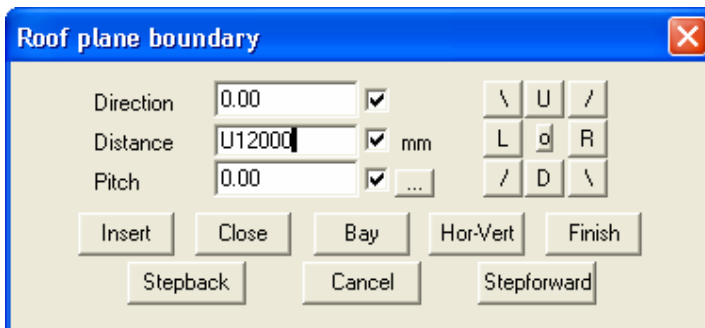 Roof plane boundary
Direction 0.00 \ U /
Distance U12000 mm L o R
Pitch 0.00 ... / D \
Insert Close Bay Hor-Vert Finish
Stepback Cancel Stepforward